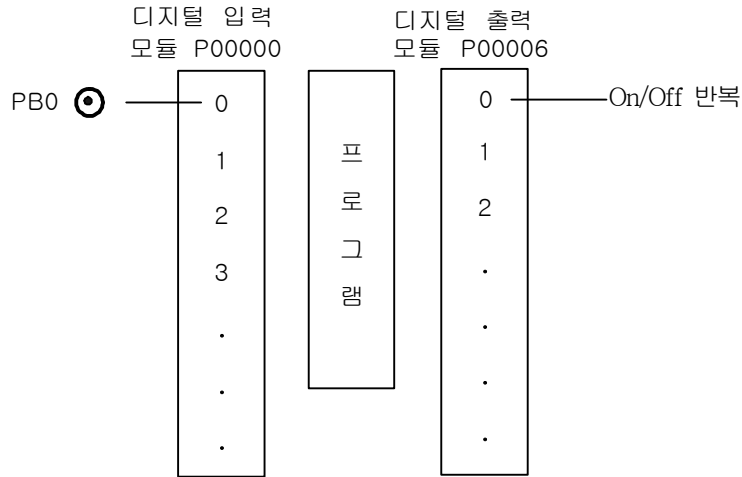 디지털 입력
모듈 P00000
디지털 출력
모듈 P00006
PB0
0
1
2
3
.
.
.
프
로
그
램
0
1
2
.
.
.
.
On/Off 반복